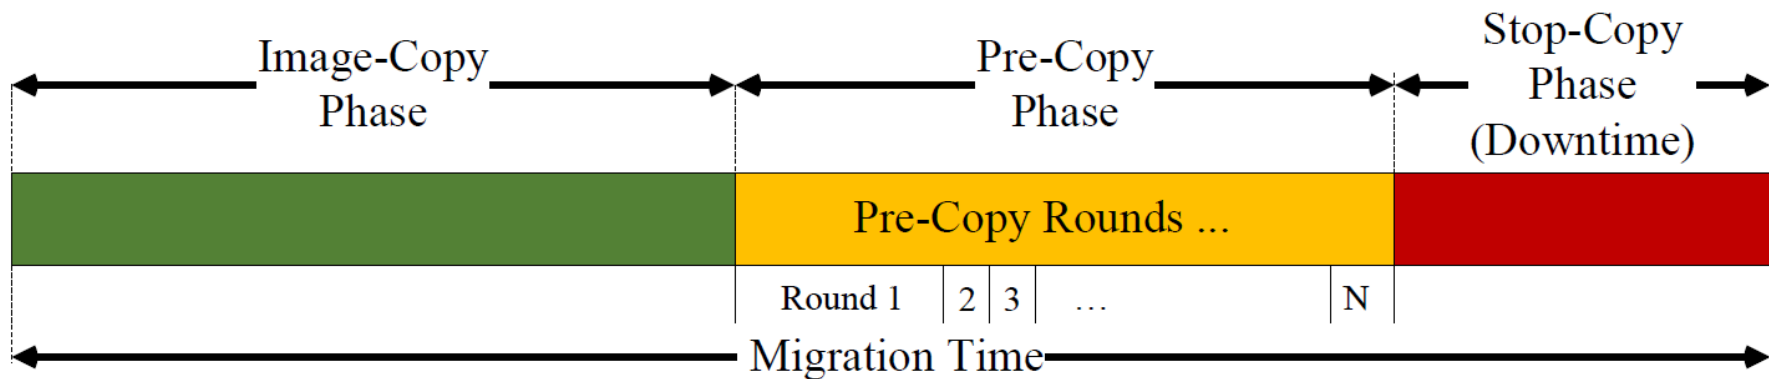 Image-Copy
Phase
Pre-Copy
Phase
Stop-Copy
Phase
(Downtime)
Pre-Copy Rounds ...
Round 1 2 3 ... N
Migration Time